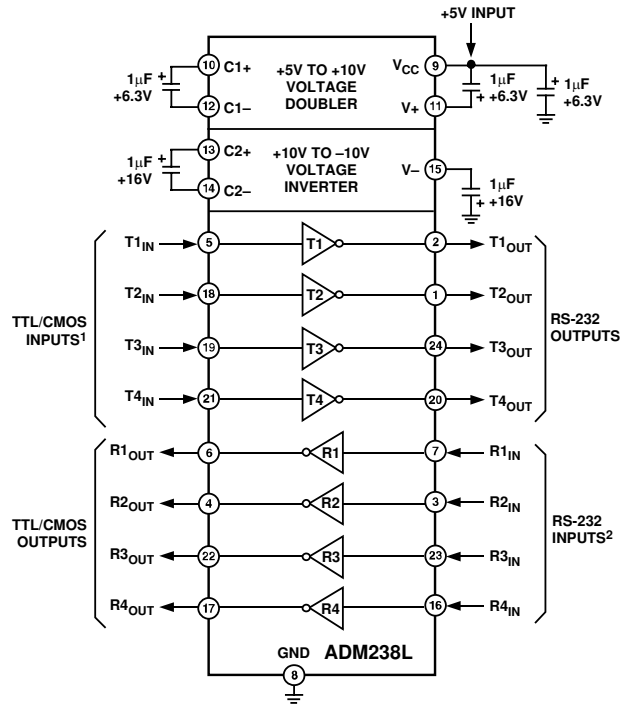 +5V INPUT
10 C1+ +5V TO +10V VOLTAGE DOUBLER VCC 9
1μF +6.3V
12 C1– V+ 11
1μF +6.3V
1μF +6.3V
13 C2+ +10V TO –10V VOLTAGE INVERTER V– 15
1μF +16V
14 C2–
1μF +16V
TTL/CMOS INPUTS1
T1IN 5 T1 2 T1OUT
T2IN 18 T2 1 T2OUT
T3IN 19 T3 24 T3OUT
T4IN 21 T4 20 T4OUT
RS-232 OUTPUTS
TTL/CMOS OUTPUTS
R1OUT 6 R1 7 R1IN
R2OUT 4 R2 3 R2IN
R3OUT 22 R3 23 R3IN
R4OUT 17 R4 16 R4IN
RS-232 INPUTS2
GND ADM238L
8